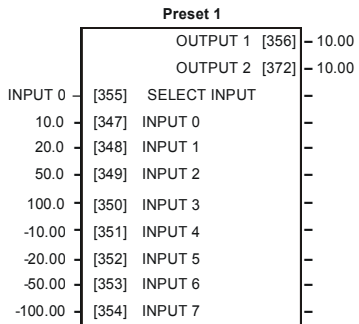 Preset 1
OUTPUT 1 [356] – 10.00
OUTPUT 2 [372] – 10.00
INPUT 0 – [355] SELECT INPUT –
10.0 – [347] INPUT 0 –
20.0 – [348] INPUT 1 –
50.0 – [349] INPUT 2 –
100.0 – [350] INPUT 3 –
-10.00 – [351] INPUT 4 –
-20.00 – [352] INPUT 5 –
-50.00 – [353] INPUT 6 –
-100.00 – [354] INPUT 7 –